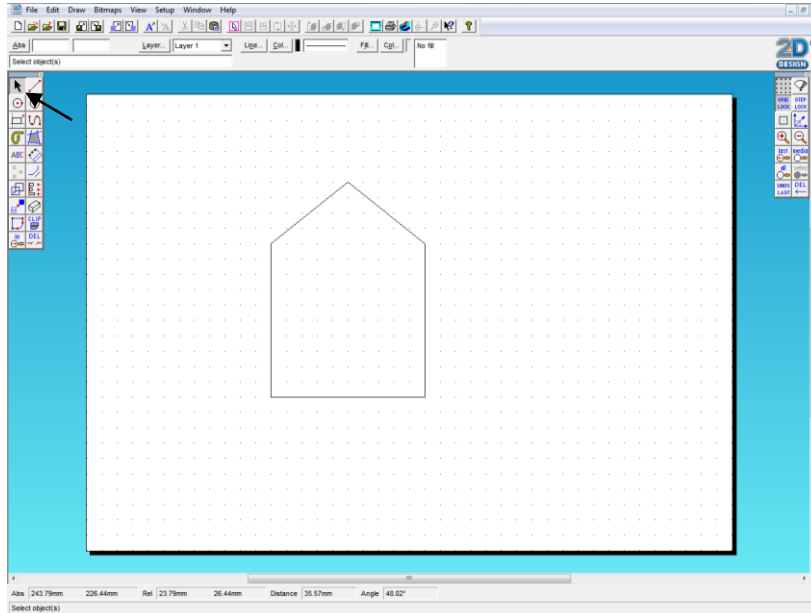 File Edit Draw Bitmaps View Setup Window Help
Abs Layer... Layer 1 Line... Col... Fill... Col... No fill
Select object(s)
2D
DESIGN
GRID LOCK STEP LOCK
ABC
CLIP
DEL
last
all
UNDO LAST DEL
Abs 243.79mm 226.44mm Rel 23.79mm 26.44mm Distance 35.57mm Angle 48.02°
Select object(s)